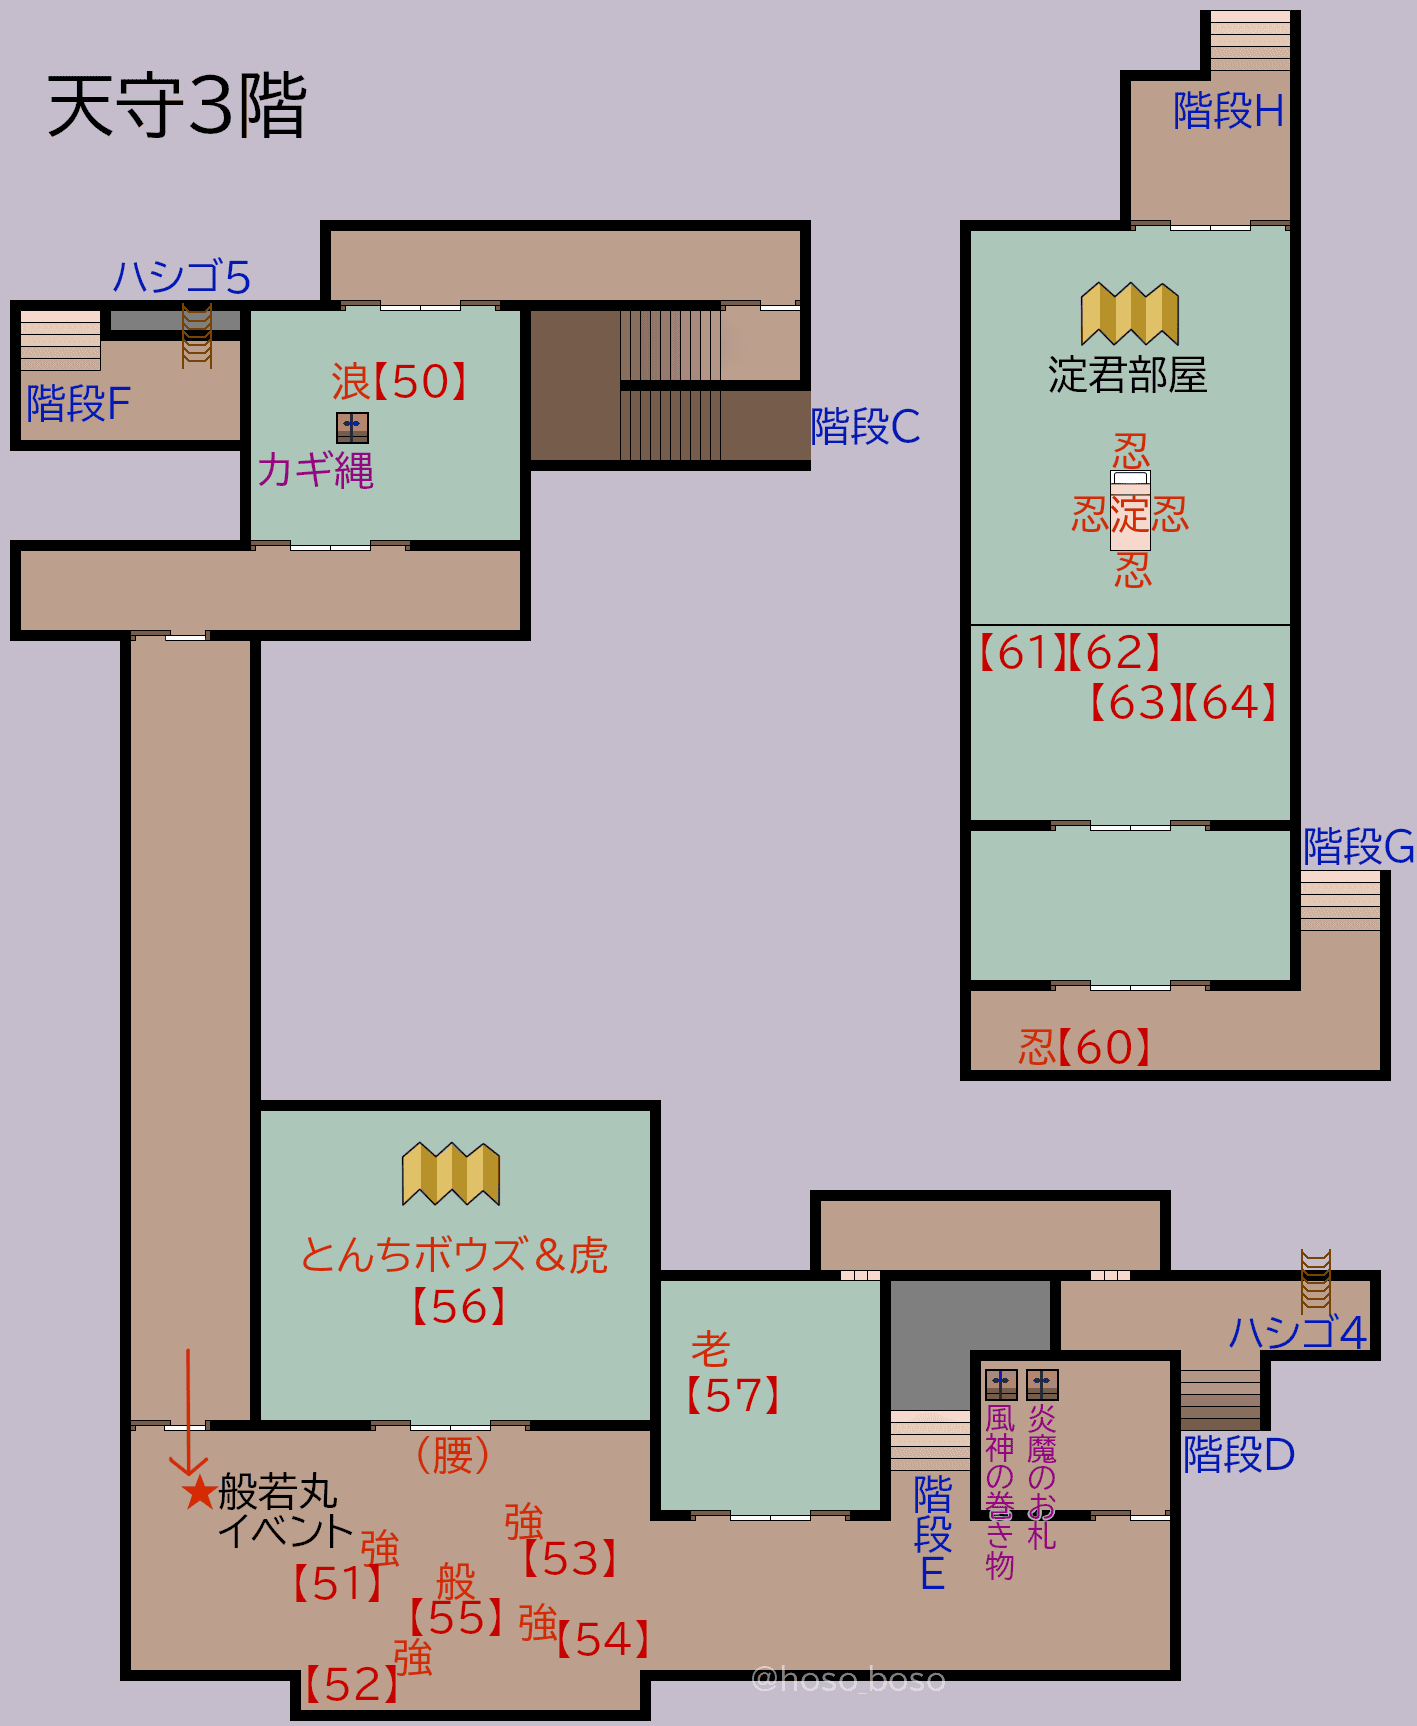 天守3階
階段H
ハシゴ5
階段F
浪【50】
カギ縄
階段C
淀君部屋
忍
忍淀忍
忍
【61】【62】
【63】【64】
階段G
忍【60】
とんちボウズ&虎
【56】
老
【57】
ハシゴ4
階段D
階段E
風神の巻き物
炎魔のお札
(腰)
★般若丸
イベント
強
【51】
強
【53】
般
【55】
強
【54】
強
【52】
@hoso_boso